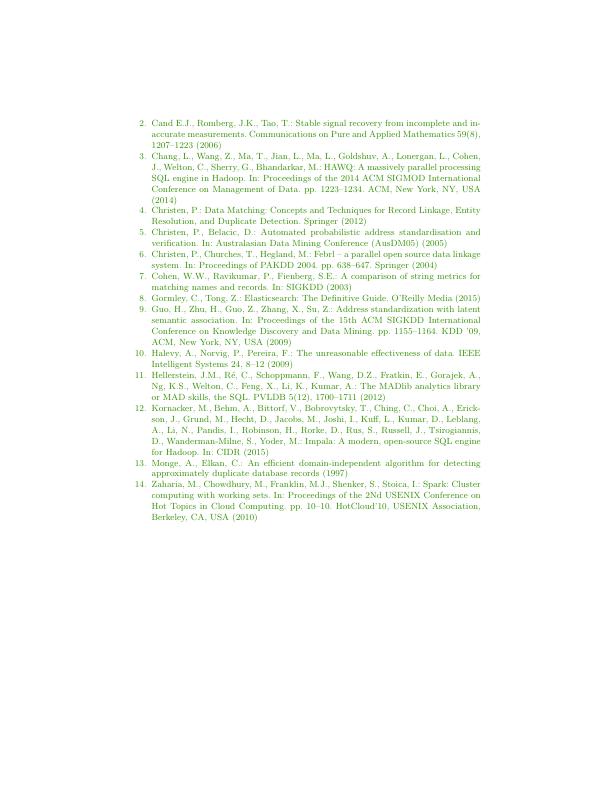 2. Cand E.J., Romberg, J.K., Tao, T.: Stable signal recovery from incomplete and in-
accurate measurements. Communications on Pure and Applied Mathematics 59(8),
1207–1223 (2006)
3. Chang, L., Wang, Z., Ma, T., Jian, L., Ma, L., Goldshuv, A., Lonergan, L., Cohen,
J., Welton, C., Sherry, G., Bhandarkar, M.: HAWQ: A massively parallel processing
SQL engine in Hadoop. In: Proceedings of the 2014 ACM SIGMOD International
Conference on Management of Data. pp. 1223–1234. ACM, New York, NY, USA
(2014)
4. Christen, P.: Data Matching: Concepts and Techniques for Record Linkage, Entity
Resolution, and Duplicate Detection. Springer (2012)
5. Christen, P., Belacic, D.: Automated probabilistic address standardisation and
verification. In: Australasian Data Mining Conference (AusDM05) (2005)
6. Christen, P., Churches, T., Hegland, M.: Febrl – a parallel open source data linkage
system. In: Proceedings of PAKDD 2004. pp. 638–647. Springer (2004)
7. Cohen, W.W., Ravikumar, P., Fienberg, S.E.: A comparison of string metrics for
matching names and records. In: SIGKDD (2003)
8. Gormley, C., Tong, Z.: Elasticsearch: The Definitive Guide. O'Reilly Media (2015)
9. Guo, H., Zhu, H., Guo, Z., Zhang, X., Su, Z.: Address standardization with latent
semantic association. In: Proceedings of the 15th ACM SIGKDD International
Conference on Knowledge Discovery and Data Mining. pp. 1155–1164. KDD '09,
ACM, New York, NY, USA (2009)
10. Halevy, A., Norvig, P., Pereira, F.: The unreasonable effectiveness of data. IEEE
Intelligent Systems 24, 8–12 (2009)
11. Hellerstein, J.M., Ré, C., Schoppmann, F., Wang, D.Z., Fratkin, E., Gorajek, A.,
Ng, K.S., Welton, C., Feng, X., Li, K., Kumar, A.: The MADlib analytics library
or MAD skills, the SQL. PVLDB 5(12), 1700–1711 (2012)
12. Kornacker, M., Behm, A., Bittorf, V., Bobrovytsky, T., Ching, C., Choi, A., Erick-
son, J., Grund, M., Hecht, D., Jacobs, M., Joshi, I., Kuff, L., Kumar, D., Leblang,
A., Li, N., Pandis, I., Robinson, H., Rorke, D., Rus, S., Russell, J., Tsirogiannis,
D., Wanderman-Milne, S., Yoder, M.: Impala: A modern, open-source SQL engine
for Hadoop. In: CIDR (2015)
13. Monge, A., Elkan, C.: An efficient domain-independent algorithm for detecting
approximately duplicate database records (1997)
14. Zaharia, M., Chowdhury, M., Franklin, M.J., Shenker, S., Stoica, I.: Spark: Cluster
computing with working sets. In: Proceedings of the 2Nd USENIX Conference on
Hot Topics in Cloud Computing. pp. 10–10. HotCloud'10, USENIX Association,
Berkeley, CA, USA (2010)